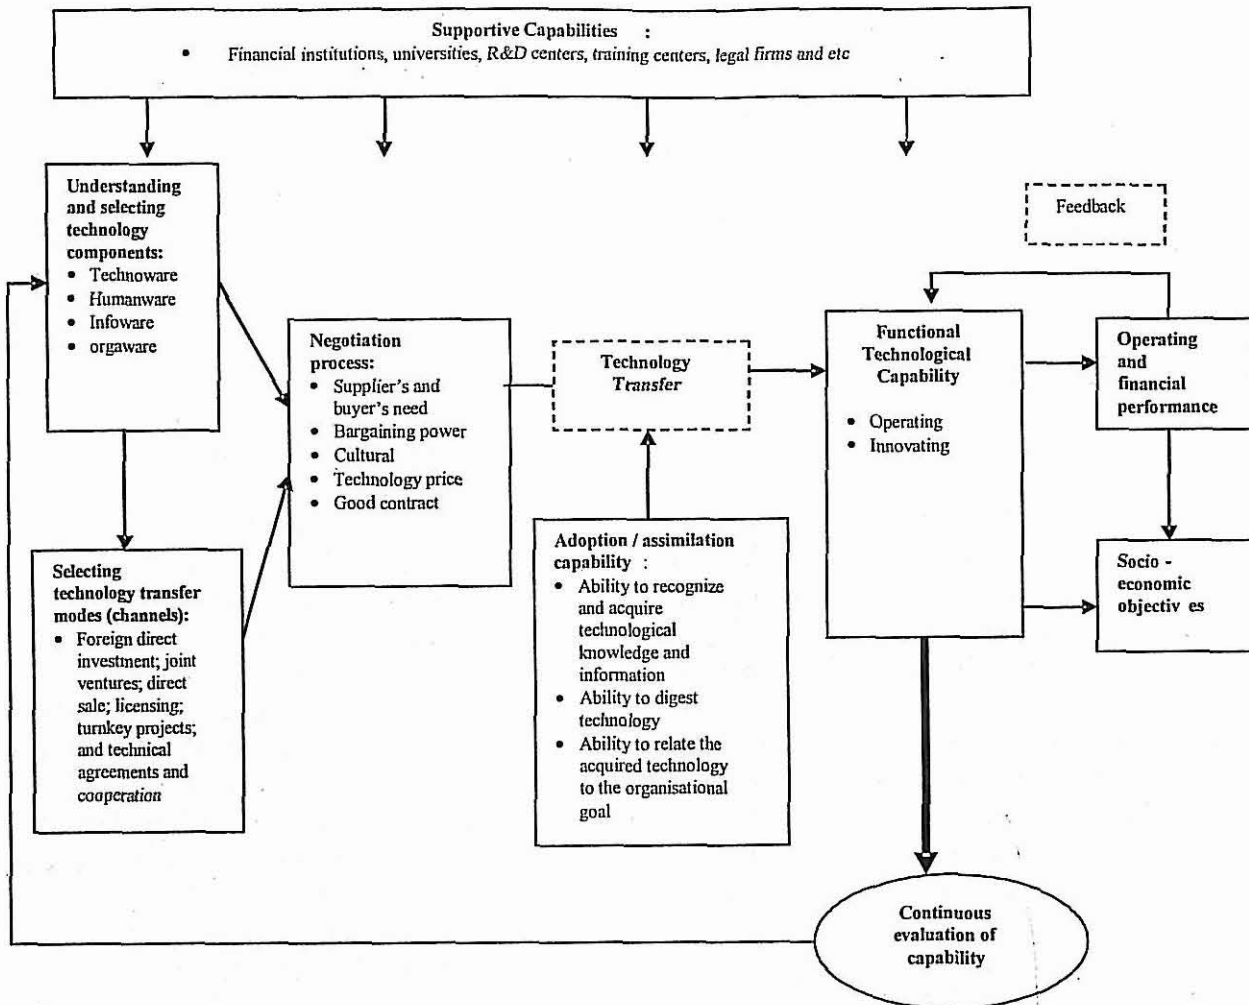 Supportive Capabilities :
• Financial institutions, universities, R&D centers, training centers, legal firms and etc
Understanding
and selecting
technology
components:
• Technoware
• Humanware
• Infoware
• orgaware
Selecting
technology transfer
modes (channels):
• Foreign direct
investment; joint
ventures; direct
sale; licensing;
turnkey projects;
and technical
agreements and
cooperation
Negotiation
process:
• Supplier's and
buyer's need
• Bargaining power
• Cultural
• Technology price
• Good contract
Technology
Transfer
Adoption / assimilation
capability :
• Ability to recognize
and acquire
technological
knowledge and
information
• Ability to digest
technology
• Ability to relate the
acquired technology
to the organisational
goal
Functional
Technological
Capability
• Operating
• Innovating
Feedback
Operating
and
financial
performance
Socio -
economic
objectiv es
Continuous
evaluation of
capability